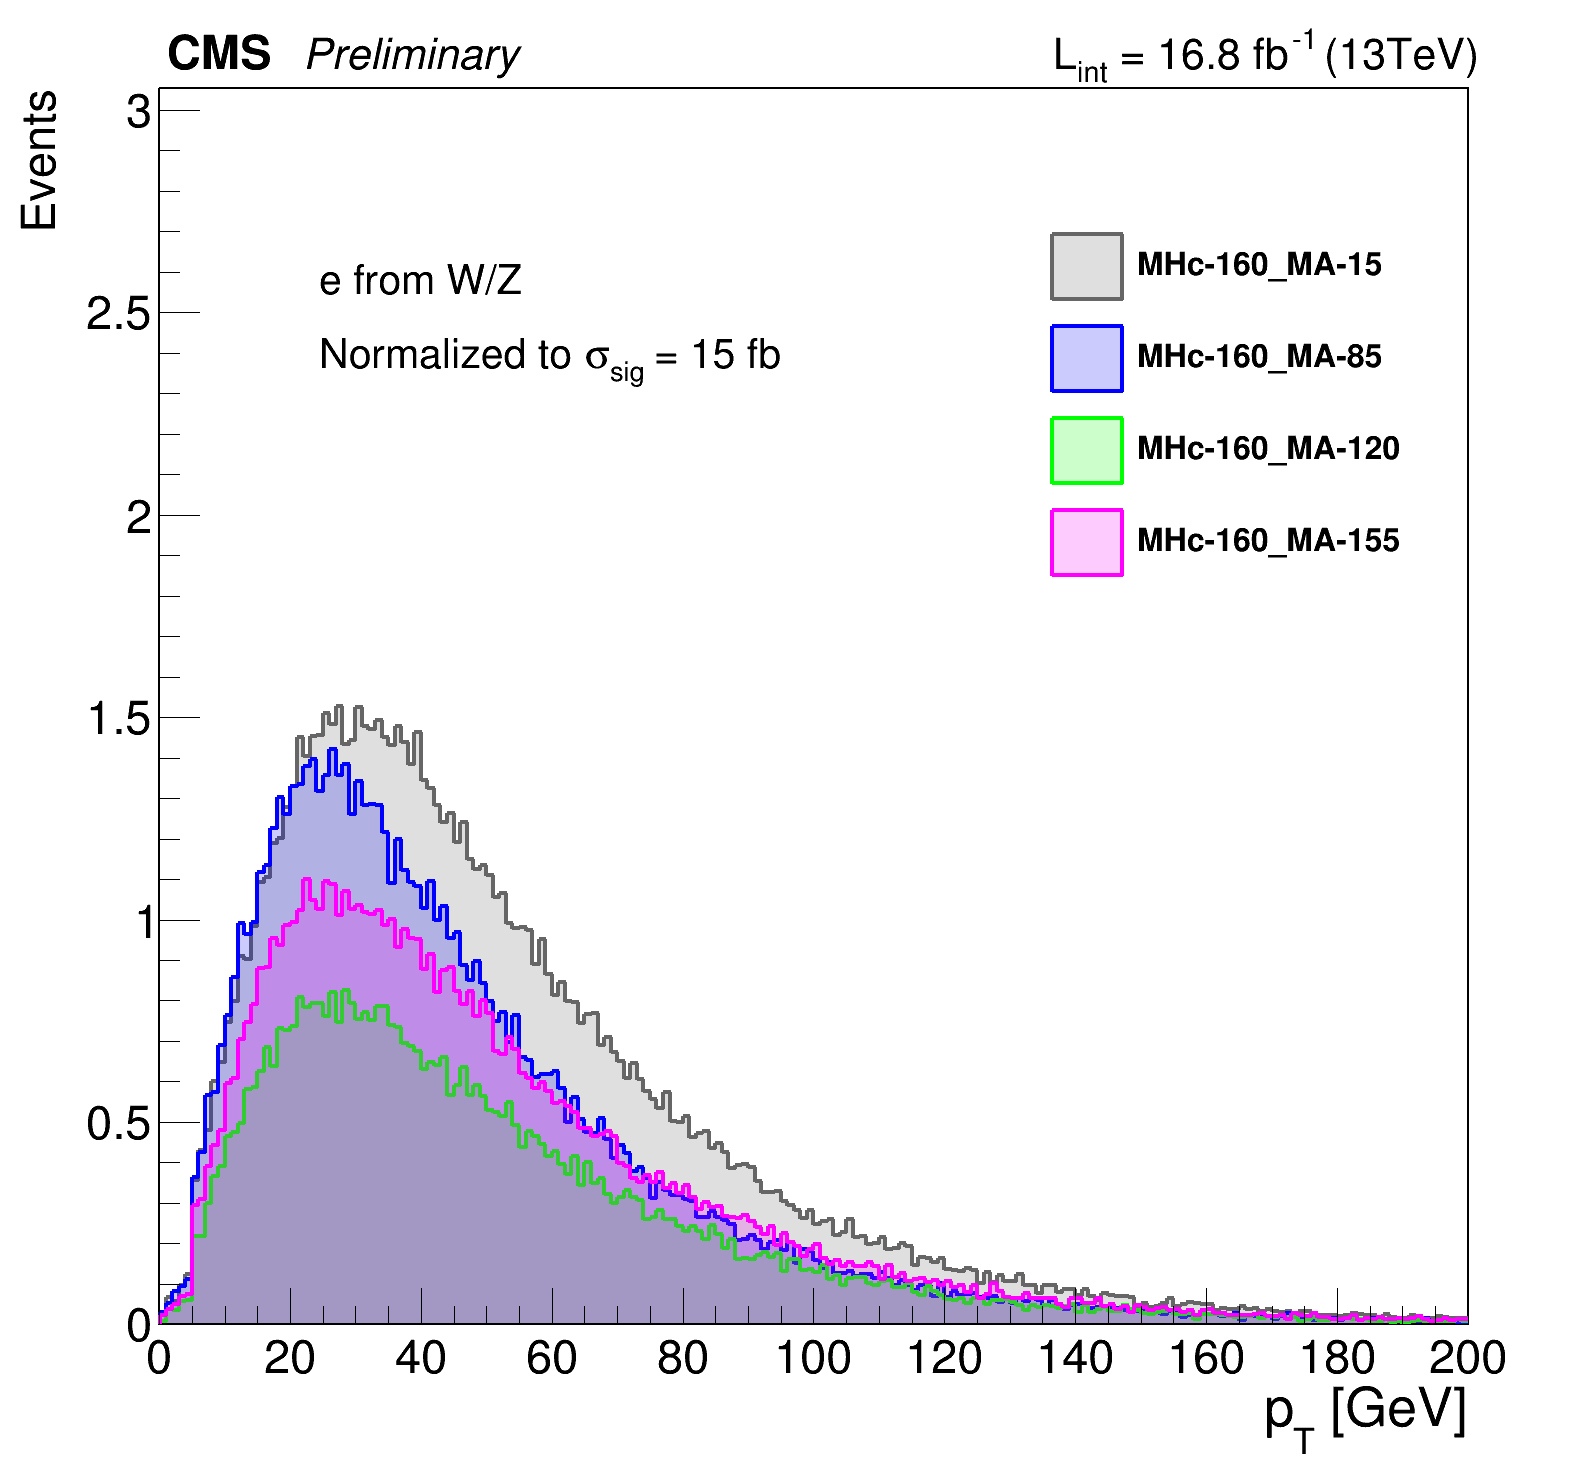 CMS Preliminary
L_int = 16.8 fb^-1 (13TeV)
Events
3
2.5
2
1.5
1
0.5
0
e from W/Z
Normalized to σ_sig = 15 fb
MHc-160_MA-15
MHc-160_MA-85
MHc-160_MA-120
MHc-160_MA-155
0 20 40 60 80 100 120 140 160 180 200
p_T [GeV]